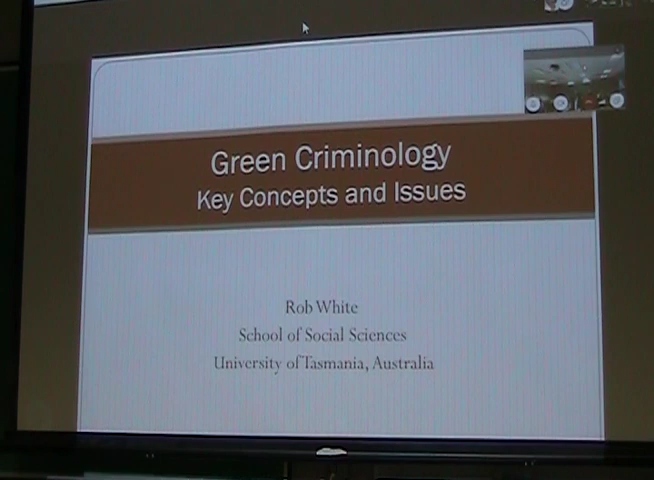 Green Criminology
Key Concepts and Issues
Rob White
School of Social Sciences
University of Tasmania, Australia